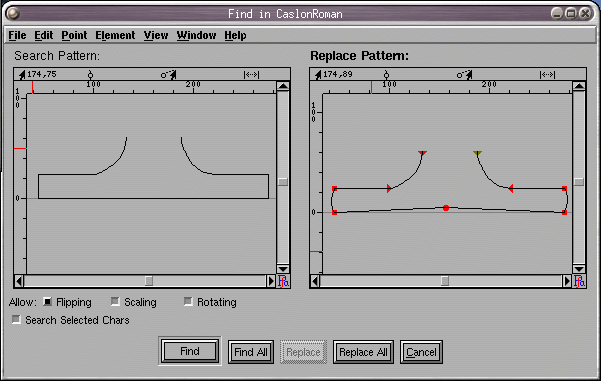 Find in CaslonRoman
File Edit Point Element View Window Help
Search Pattern: Replace Pattern:
174,75 174,89
100 200 100 200
100 100
0 0
Allow: Flipping Scaling Rotating
Search Selected Chars
Find Find All Replace Replace All Cancel